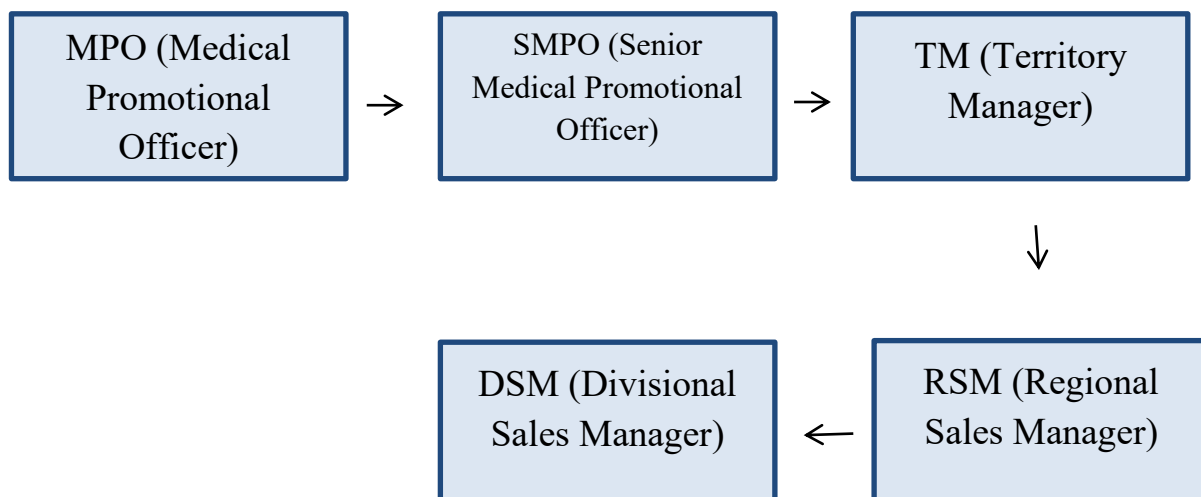 MPO (Medical
Promotional
Officer)
SMPO (Senior
Medical Promotional
Officer)
TM (Territory
Manager)
RSM (Regional
Sales Manager)
DSM (Divisional
Sales Manager)